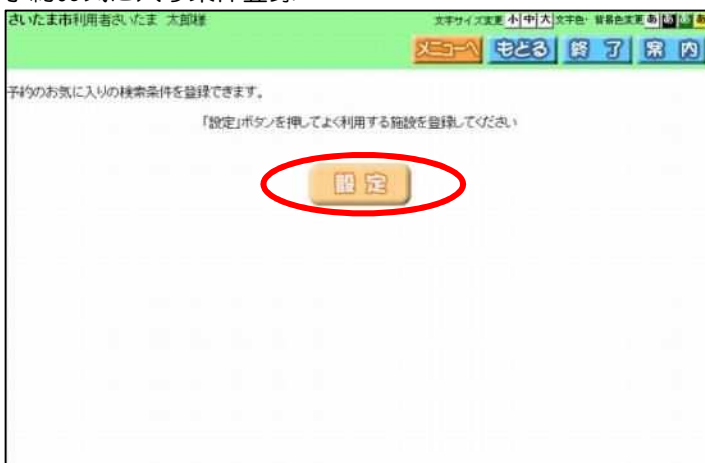 さいたま市利用者さいたま 太郎様
文字サイズ変更 小 中 大 文字色・背景色変更 あ あ あ あ
メニューへ もどる 終了 案内
予約のお気に入りの検索条件を登録できます。
「設定」ボタンを押してよく利用する施設を登録してください
設定